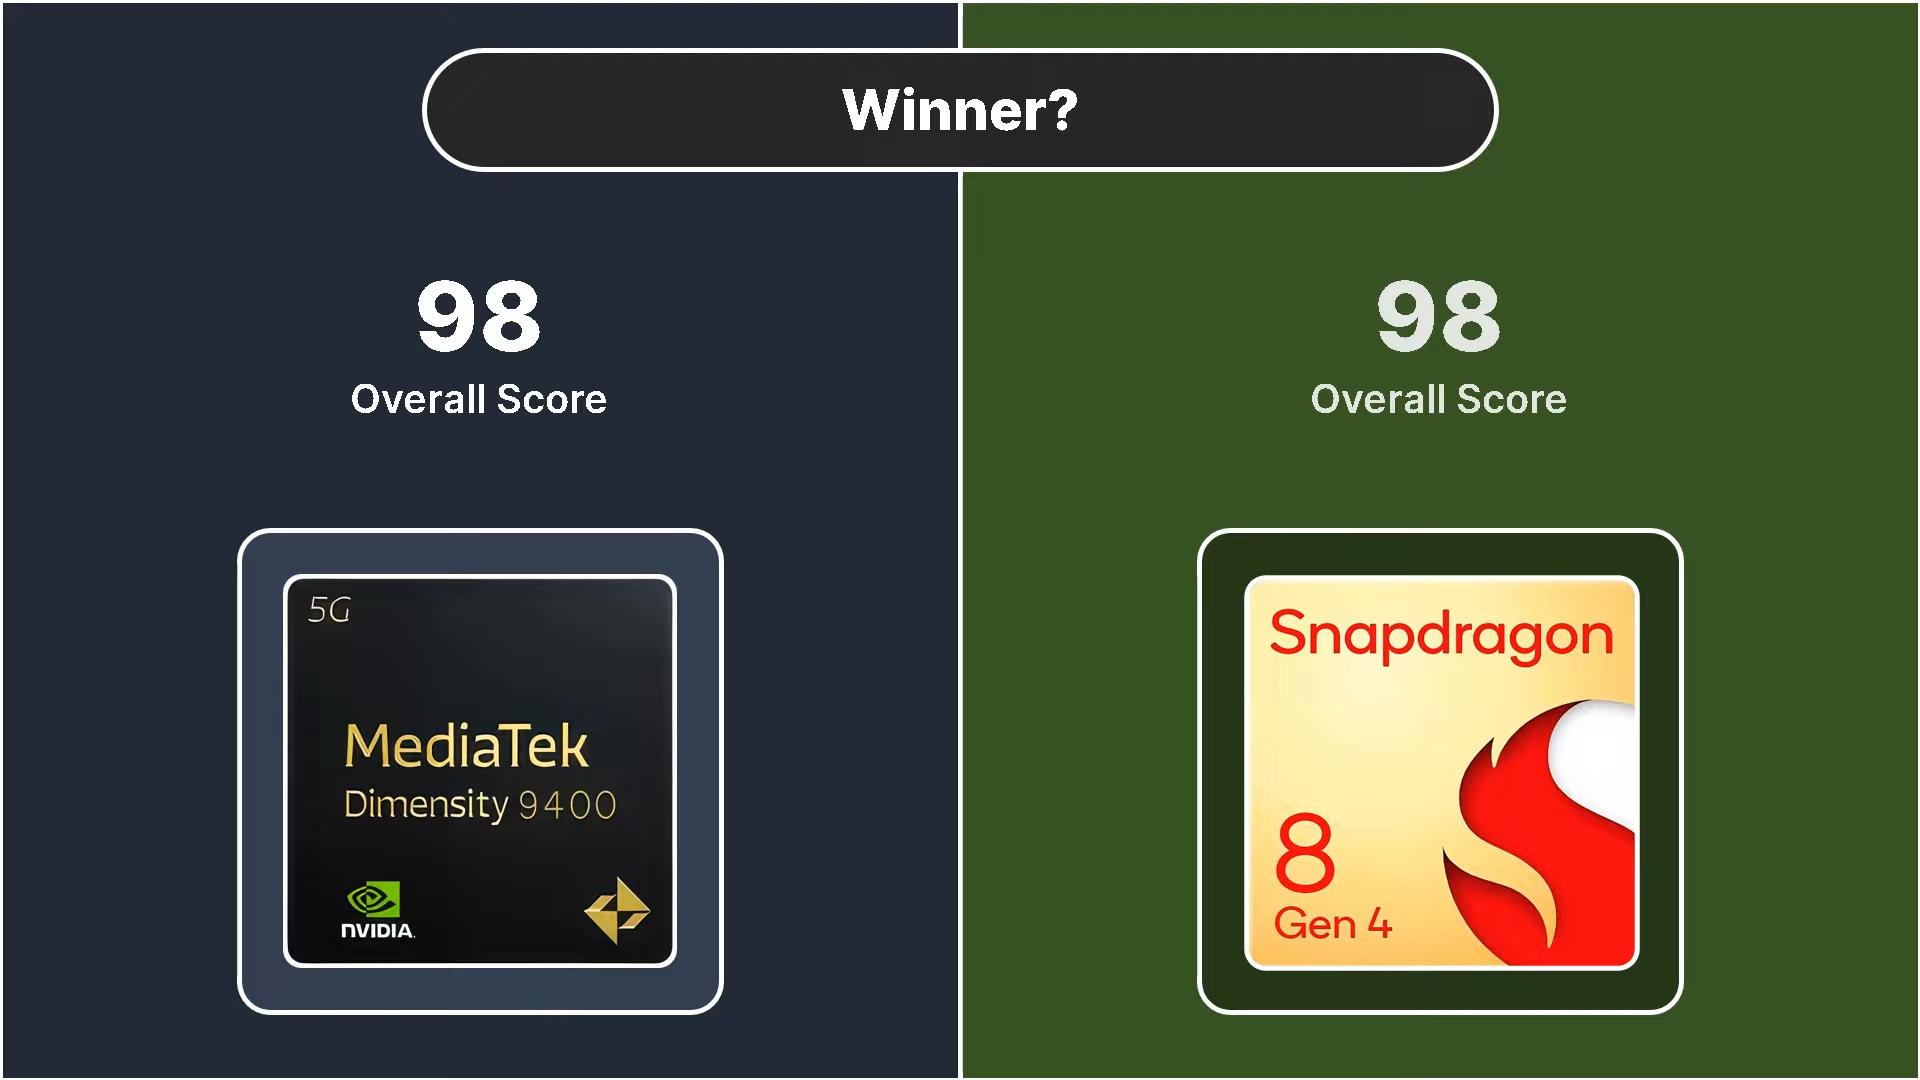 Winner?
98
Overall Score
98
Overall Score
5G
MediaTek
Dimensity 9400
NVIDIA.
Snapdragon
8
Gen 4